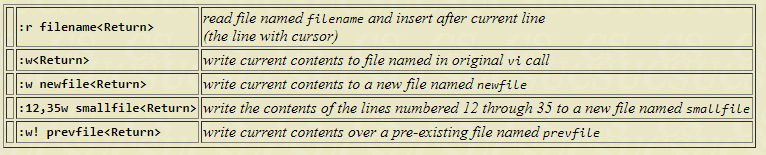 :r filename<Return> read file named filename and insert after current line
(the line with cursor)
:w<Return> write current contents to file named in original vi call
:w newfile<Return> write current contents to a new file named newfile
:12,35w smallfile<Return> write the contents of the lines numbered 12 through 35 to a new file named smallfile
:w! prevfile<Return> write current contents over a pre-existing file named prevfile